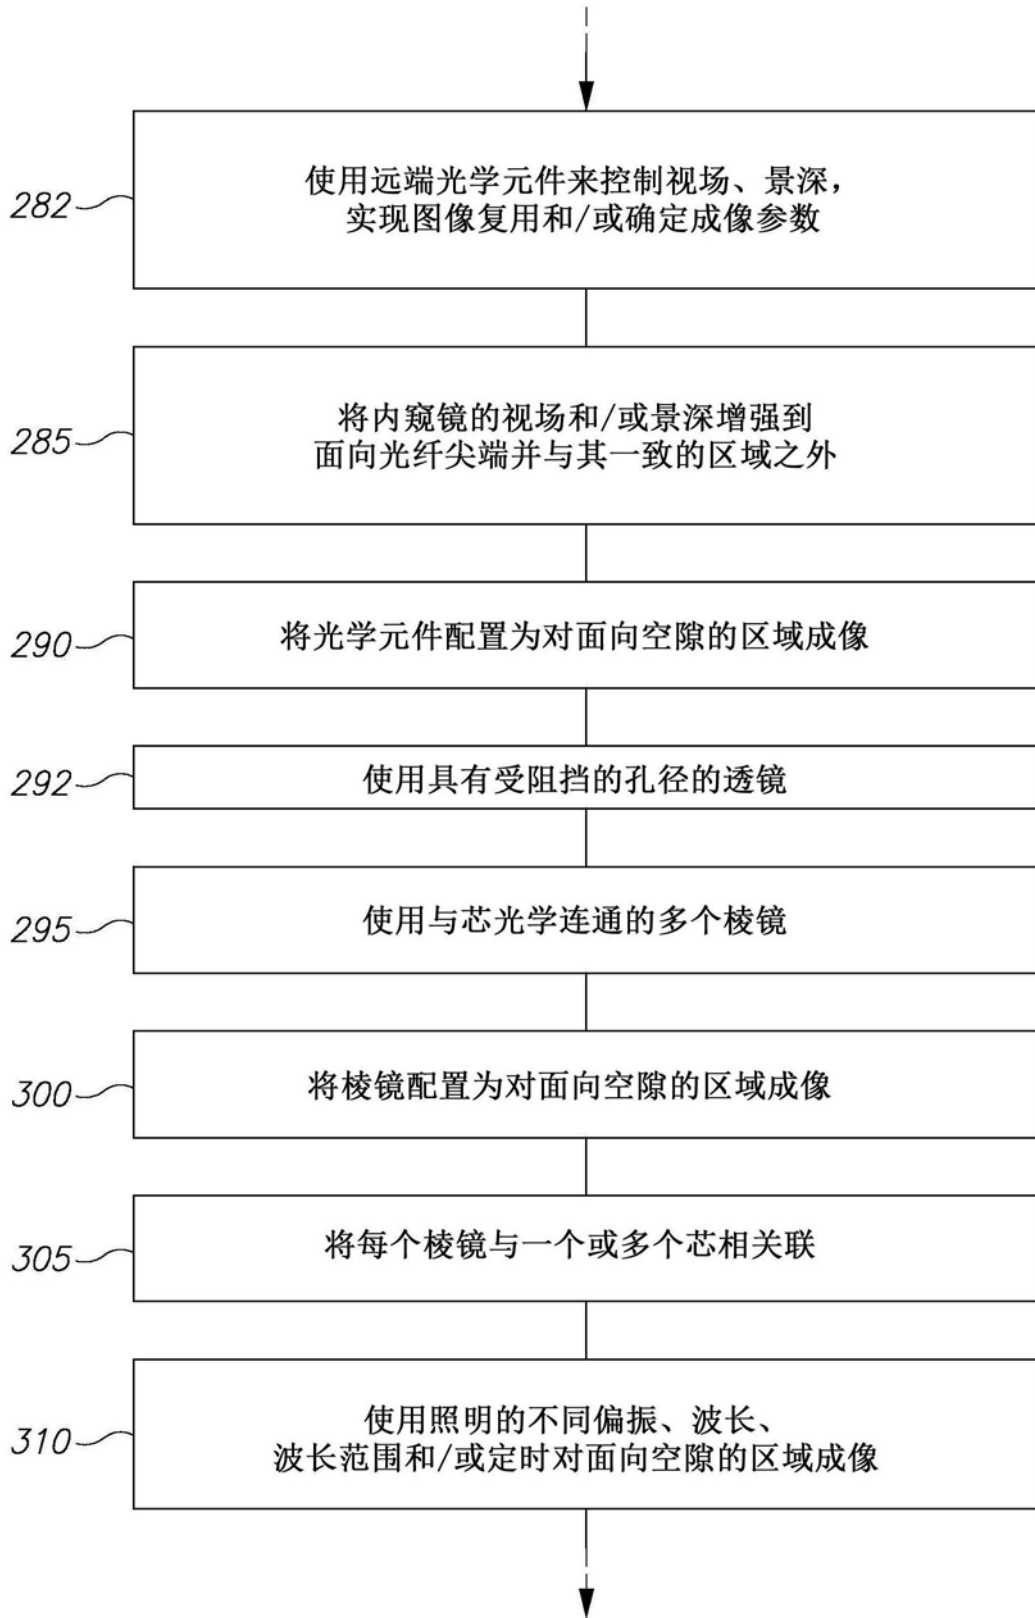 282
使用远端光学元件来控制视场、景深，
实现图像复用和/或确定成像参数
285
将内窥镜的视场和/或景深增强到
面向光纤尖端并与其一致的区域之外
290
将光学元件配置为对面向空隙的区域成像
292
使用具有受阻挡的孔径的透镜
295
使用与芯光学连通的多个棱镜
300
将棱镜配置为对面向空隙的区域成像
305
将每个棱镜与一个或多个芯相关联
310
使用照明的不同偏振、波长、
波长范围和/或定时对面向空隙的区域成像